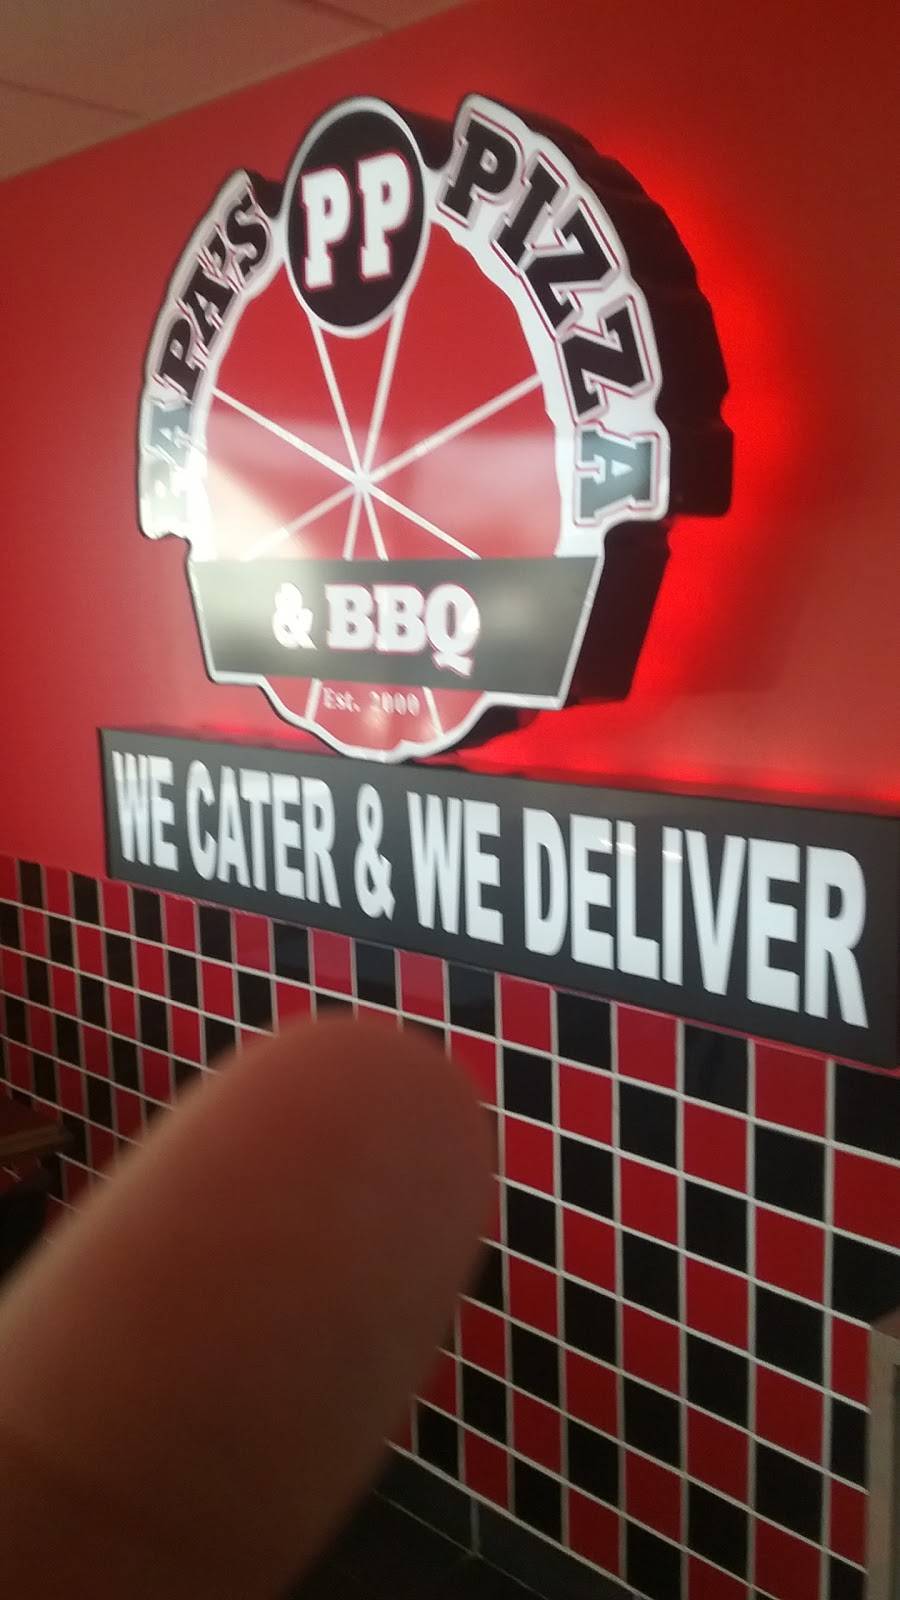 PAPA'S PP PIZZA
& BBQ
Est. 2000
WE CATER & WE DELIVER